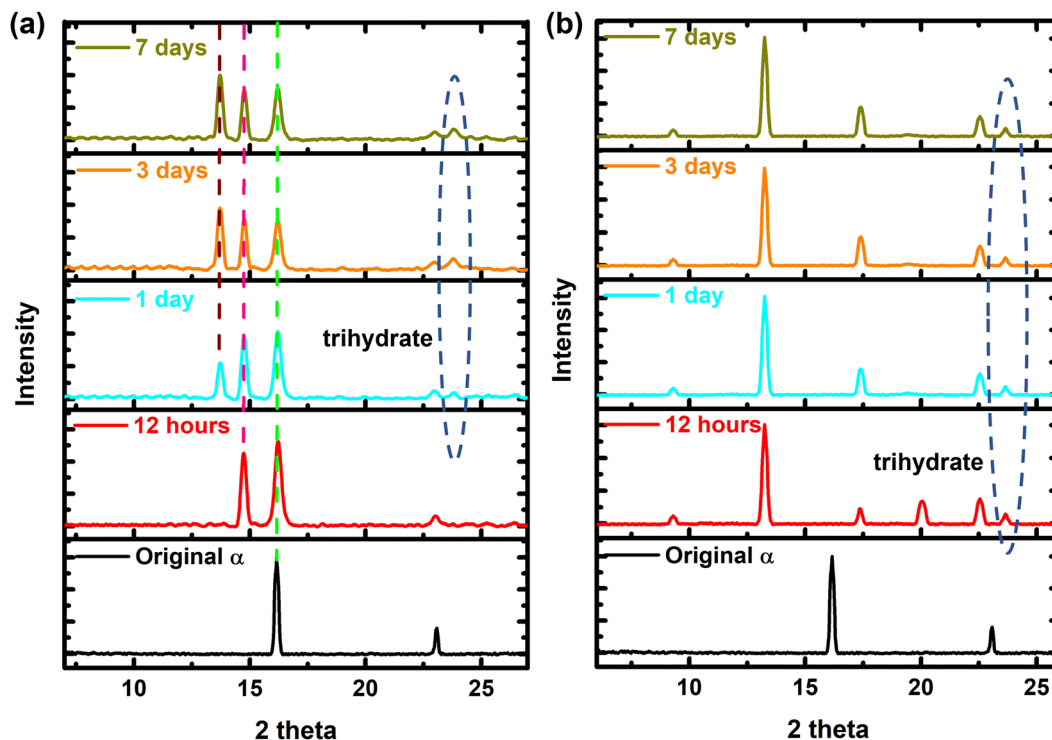 (a)
7 days
3 days
1 day
trihydrate
12 hours
Original α
Intensity
10
15
20
25
2 theta
(b)
7 days
3 days
1 day
12 hours
trihydrate
Original α
Intensity
10
15
20
25
2 theta